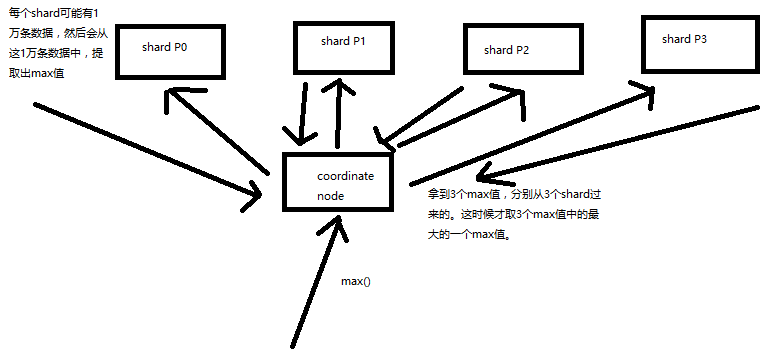 每个shard可能有1
万条数据，然后会从
这1万条数据中，提
取出max值
shard P0
shard P1
shard P2
shard P3
coordinate
node
拿到3个max值，分别从3个shard过
来的。这时候才取3个max值中的最
大的一个max值。
max()